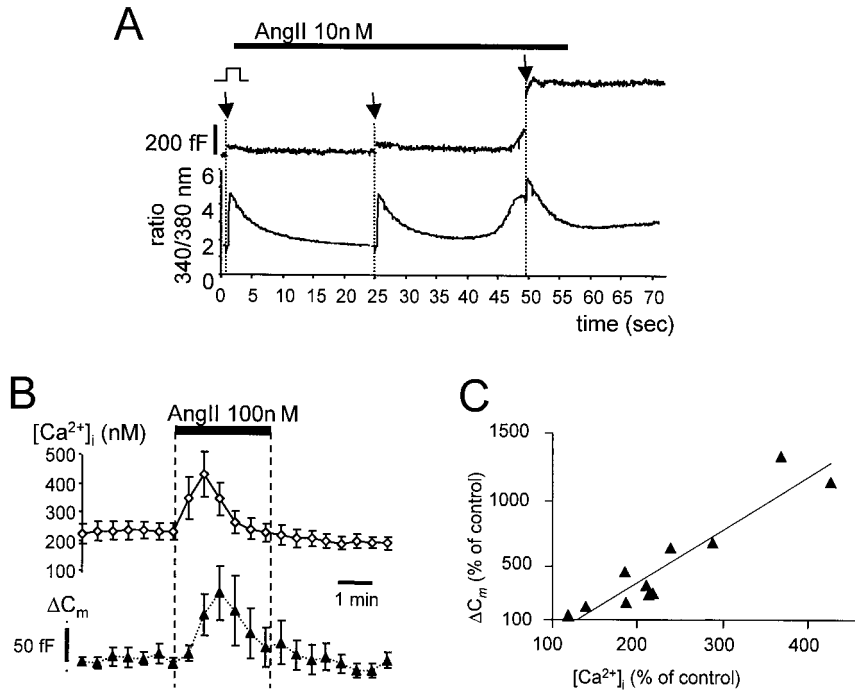 A
AngII 10n M
200 fF
ratio
340/380 nm
6
4
2
0
0 5 10 15 20 25 30 35 40 45 50 55 60 65 70
time (sec)
B
AngII 100n M
[Ca²⁺]ᵢ (nM)
500
400
300
200
100
1 min
ΔCm
50 fF
C
1500
1000
500
100
ΔCm (% of control)
100 200 300 400
[Ca²⁺]ᵢ (% of control)